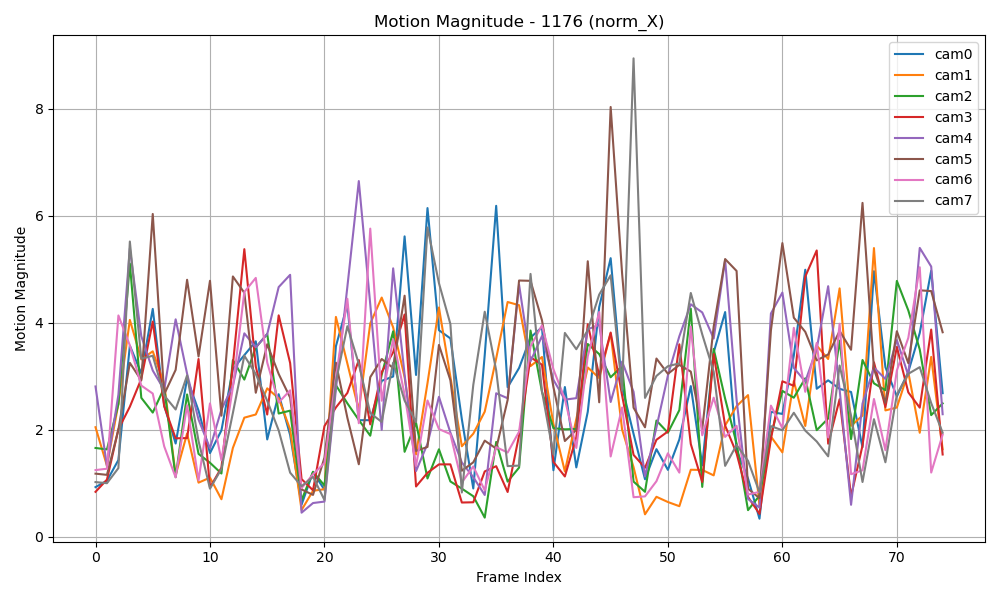 Motion Magnitude - 1176 (norm_X)
Motion Magnitude
8
6
4
2
0
0 10 20 30 40 50 60 70
Frame Index
cam0
cam1
cam2
cam3
cam4
cam5
cam6
cam7